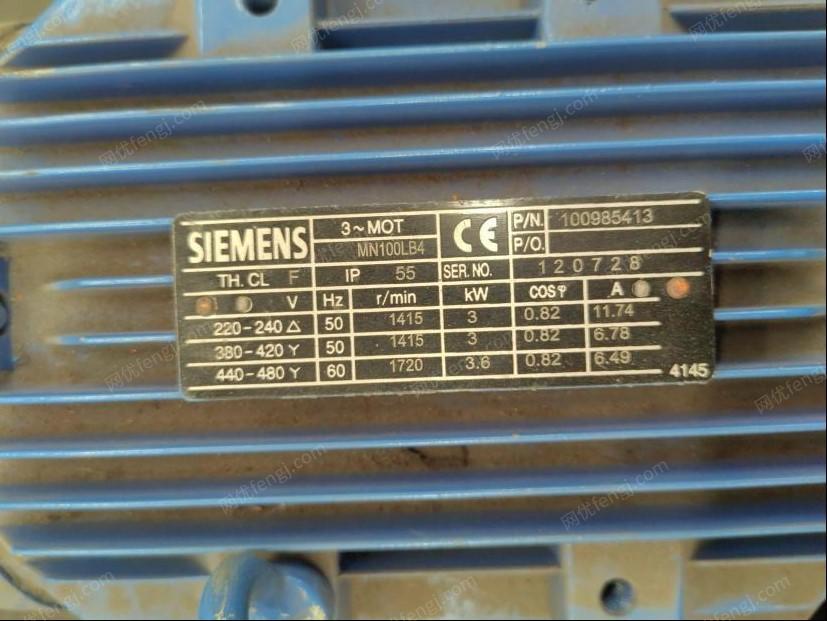 SIEMENS
3~MOT
MN100LB4
CE
P/N. 100985413
P/O.
TH. CL F IP 55 SER. NO. 120728
V Hz r/min kW COSφ A
220-240 △ 50 1415 3 0.82 11.74
380-420 Y 50 1415 3 0.82 6.78
440-480 Y 60 1720 3.6 0.82 6.49
4145
网优fengj.com